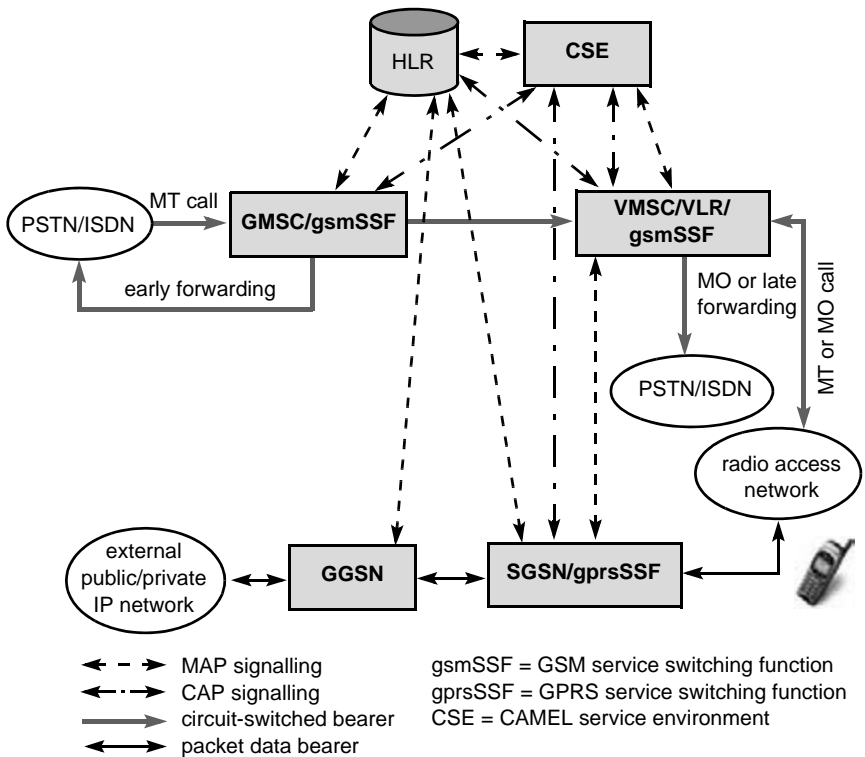 HLR
CSE
MT call
PSTN/ISDN
GMSC/gsmSSF
VMSC/VLR/
gsmSSF
early forwarding
MO or late
forwarding
MT or MO call
PSTN/ISDN
radio access
network
external
public/private
IP network
GGSN
SGSN/gprsSSF
MAP signalling
CAP signalling
circuit-switched bearer
packet data bearer
gsmSSF = GSM service switching function
gprsSSF = GPRS service switching function
CSE = CAMEL service environment